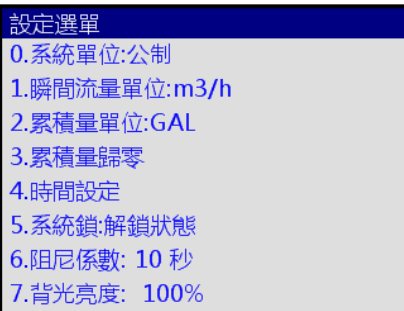 設定選單
0.系統單位:公制
1.瞬間流量單位:m3/h
2.累積量單位:GAL
3.累積量歸零
4.時間設定
5.系統鎖:解鎖狀態
6.阻尼係數: 10 秒
7.背光亮度: 100%